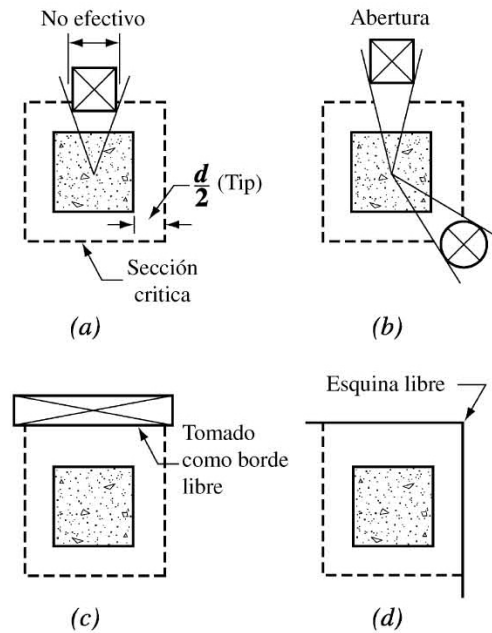 No efectivo
Abertura
d/2 (Tip)
Sección
critica
(a)
(b)
Esquina libre
Tomado
como borde
libre
(c)
(d)